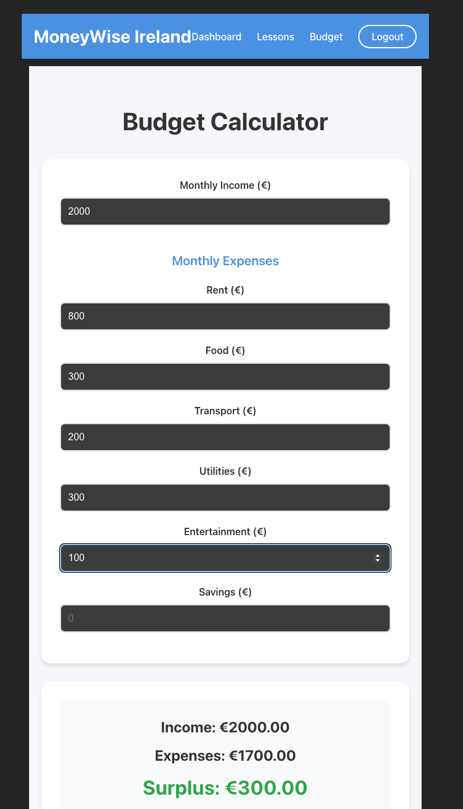 MoneyWise Ireland Dashboard Lessons Budget Logout
Budget Calculator
Monthly Income (€)
2000
Monthly Expenses
Rent (€)
800
Food (€)
300
Transport (€)
200
Utilities (€)
300
Entertainment (€)
100
Savings (€)
0
Income: €2000.00
Expenses: €1700.00
Surplus: €300.00